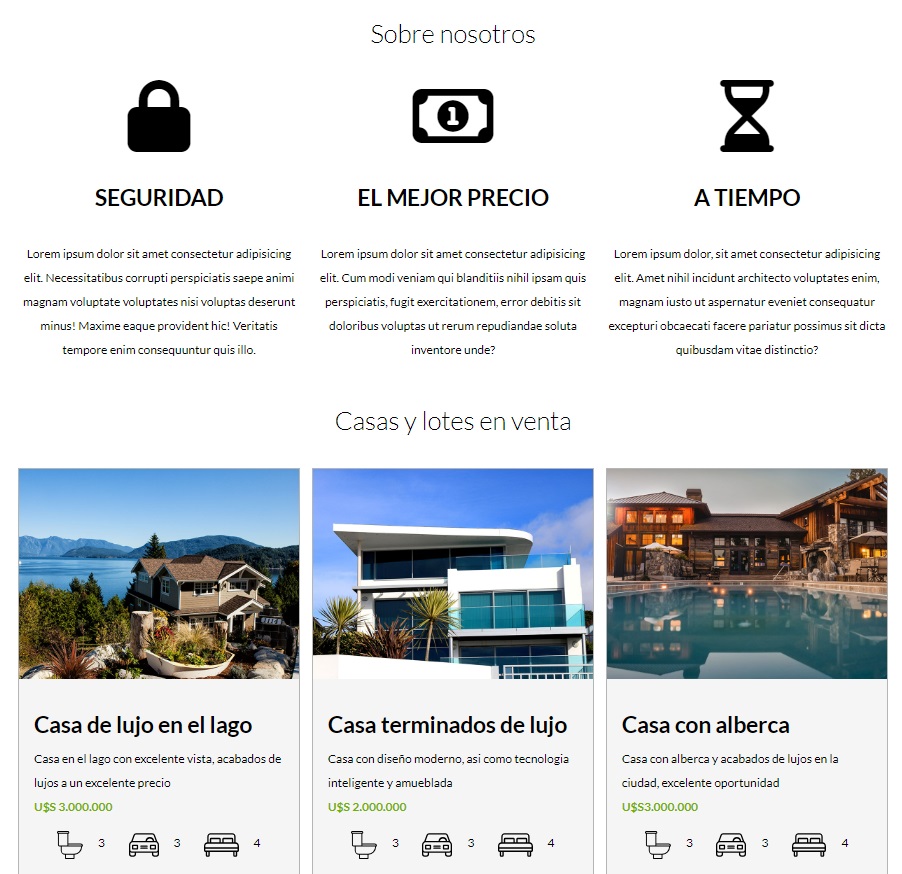 Sobre nosotros
1
SEGURIDAD
EL MEJOR PRECIO
A TIEMPO
Lorem ipsum dolor sit amet consectetur adipisicing
elit. Necessitatibus corrupti perspiciatis saepe animi
magnam voluptate voluptates nisi voluptas deserunt
minus! Maxime eaque provident hic! Veritatis
tempore enim consequuntur quis illo.
Lorem ipsum dolor sit amet consectetur adipisicing
elit. Cum modi veniam qui blanditiis nihil ipsam quis
perspiciatis, fugit exercitationem, error debitis sit
doloribus voluptas ut rerum repudiandae soluta
inventore unde?
Lorem ipsum dolor, sit amet consectetur adipisicing
elit. Amet nihil incidunt architecto voluptates enim,
magnam iusto ut aspernatur eveniet consequatur
excepturi obcaecati facere pariatur possimus sit dicta
quibusdam vitae distinctio?
Casas y lotes en venta
Casa de lujo en el lago
Casa en el lago con excelente vista, acabados de
lujos a un excelente precio
U$S 3.000.000
3 3 4
Casa terminados de lujo
Casa con diseño moderno, asi como tecnologia
inteligente y amueblada
U$S 2.000.000
3 3 4
Casa con alberca
Casa con alberca y acabados de lujos en la
ciudad, excelente oportunidad
U$S3.000.000
3 3 4